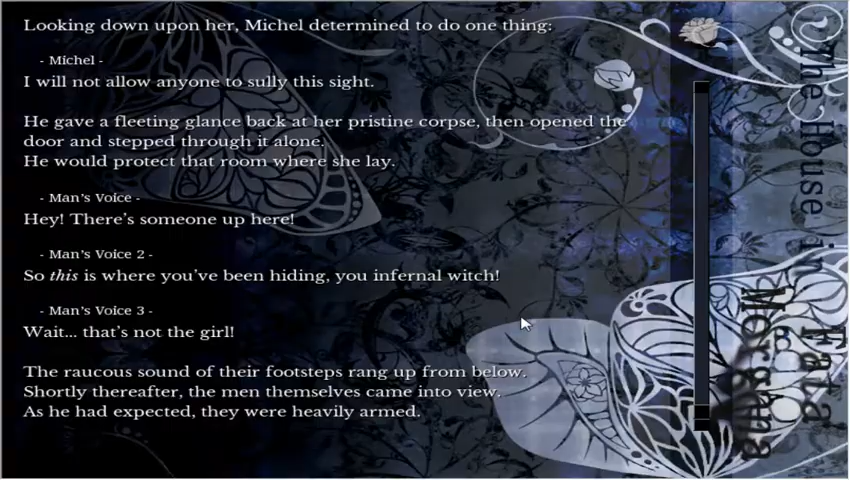 Looking down upon her, Michel determined to do one thing:
- Michel -
I will not allow anyone to sully this sight.
He gave a fleeting glance back at her pristine corpse, then opened the
door and stepped through it alone.
He would protect that room where she lay.
- Man's Voice -
Hey! There's someone up here!
- Man's Voice 2 -
So this is where you've been hiding, you infernal witch!
- Man's Voice 3 -
Wait... that's not the girl!
The raucous sound of their footsteps rang up from below.
Shortly thereafter, the men themselves came into view.
As he had expected, they were heavily armed.
The House in
Fata
Morgana